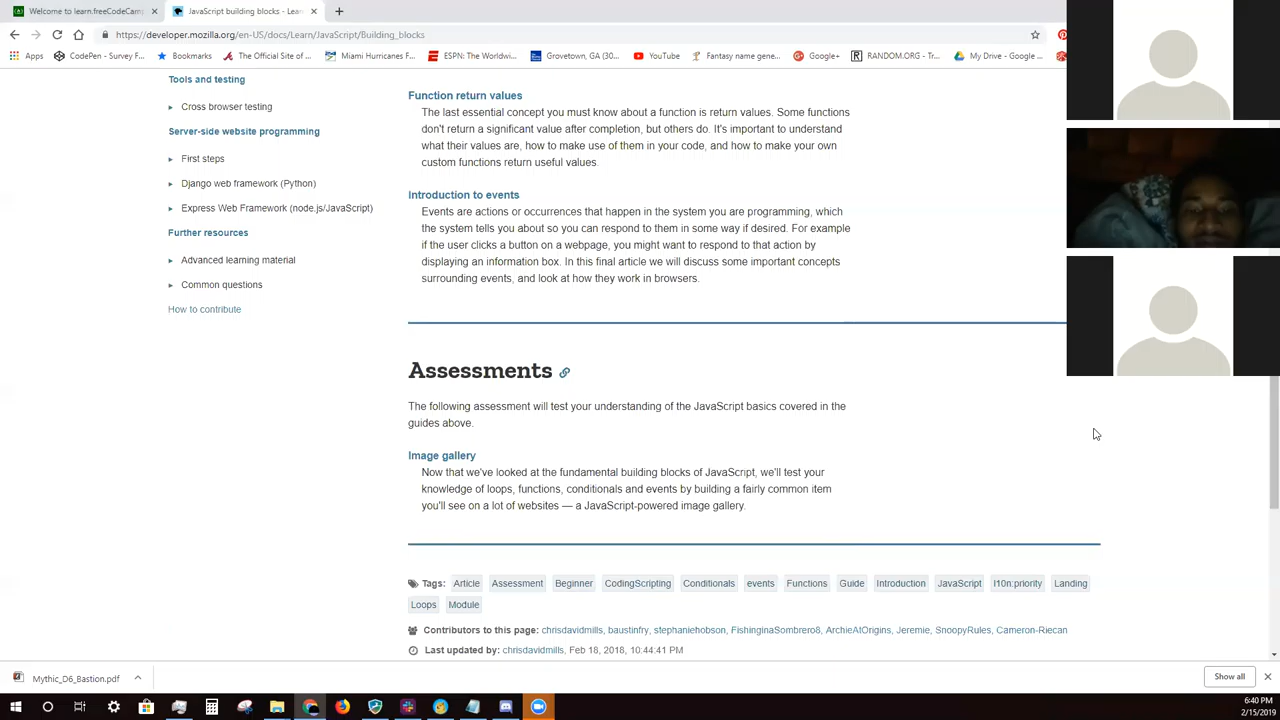 Welcome to learn.freeCodeCam
JavaScript building blocks - Lear
https://developer.mozilla.org/en-US/docs/Learn/JavaScript/Building_blocks
Apps
CodePen - Survey F...
Bookmarks
The Official Site of ...
Miami Hurricanes F...
ESPN: The Worldwi...
Grovetown, GA (30...
YouTube
Fantasy name gene...
Google+
RANDOM.ORG - Tr...
My Drive - Google ...
Tools and testing
Cross browser testing
Server-side website programming
First steps
Django web framework (Python)
Express Web Framework (node.js/JavaScript)
Further resources
Advanced learning material
Common questions
How to contribute
Function return values
The last essential concept you must know about a function is return values. Some functions
don't return a significant value after completion, but others do. It's important to understand
what their values are, how to make use of them in your code, and how to make your own
custom functions return useful values.
Introduction to events
Events are actions or occurrences that happen in the system you are programming, which
the system tells you about so you can respond to them in some way if desired. For example
if the user clicks a button on a webpage, you might want to respond to that action by
displaying an information box. In this final article we will discuss some important concepts
surrounding events, and look at how they work in browsers.
Assessments
The following assessment will test your understanding of the JavaScript basics covered in the
guides above.
Image gallery
Now that we've looked at the fundamental building blocks of JavaScript, we'll test your
knowledge of loops, functions, conditionals and events by building a fairly common item
you'll see on a lot of websites — a JavaScript-powered image gallery.
Tags: Article Assessment Beginner CodingScripting Conditionals events Functions Guide Introduction JavaScript l10n:priority Landing
Loops Module
Contributors to this page: chrisdavidmills, baustinfry, stephaniehobson, FishinginaSombrero8, ArchieAtOrigins, Jeremie, SnoopyRules, Cameron-Riecan
Last updated by: chrisdavidmills, Feb 18, 2018, 10:44:41 PM
Mythic_D6_Bastion.pdf
Show all
6:40 PM
2/15/2019